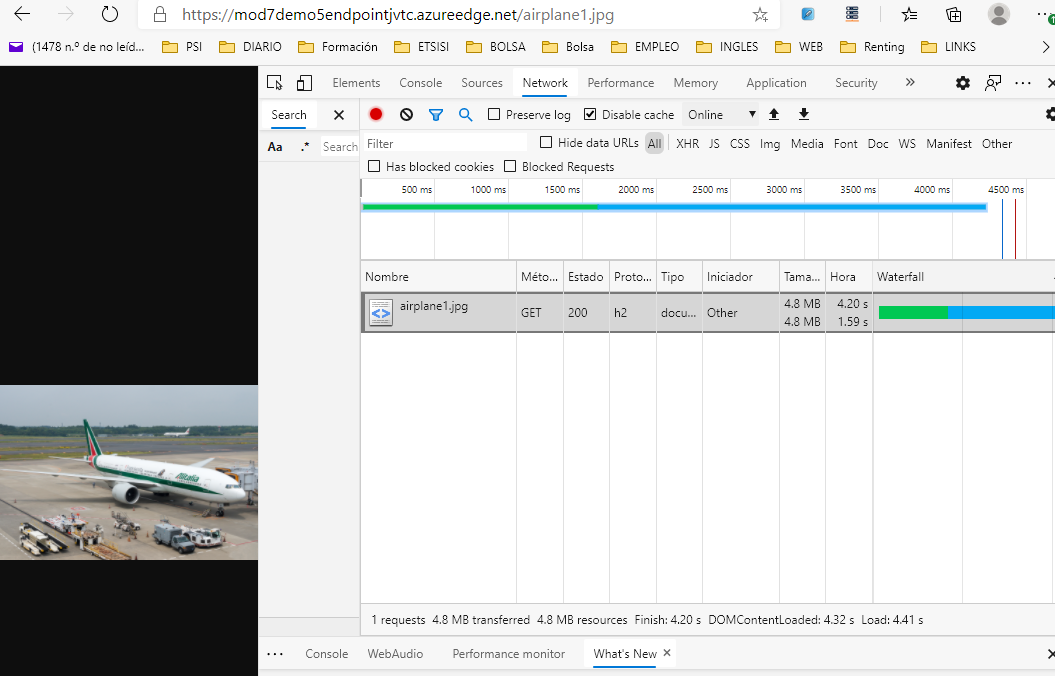 https://mod7demo5endpointjvtc.azureedge.net/airplane1.jpg
(1478 n.º de no leíd... PSI DIARIO Formación ETSISI BOLSA Bolsa EMPLEO INGLES WEB Renting LINKS
Elements Console Sources Network Performance Memory Application Security
Search Preserve log Disable cache Online
Aa .* Search
Filter Hide data URLs All XHR JS CSS Img Media Font Doc WS Manifest Other
Has blocked cookies Blocked Requests
500 ms 1000 ms 1500 ms 2000 ms 2500 ms 3000 ms 3500 ms 4000 ms 4500 ms
Nombre Méto... Estado Proto... Tipo Iniciador Tama... Hora Waterfall
airplane1.jpg GET 200 h2 docu... Other 4.8 MB 4.20 s
4.8 MB 1.59 s
Alitalia
1 requests 4.8 MB transferred 4.8 MB resources Finish: 4.20 s DOMContentLoaded: 4.32 s Load: 4.41 s
Console WebAudio Performance monitor What's New